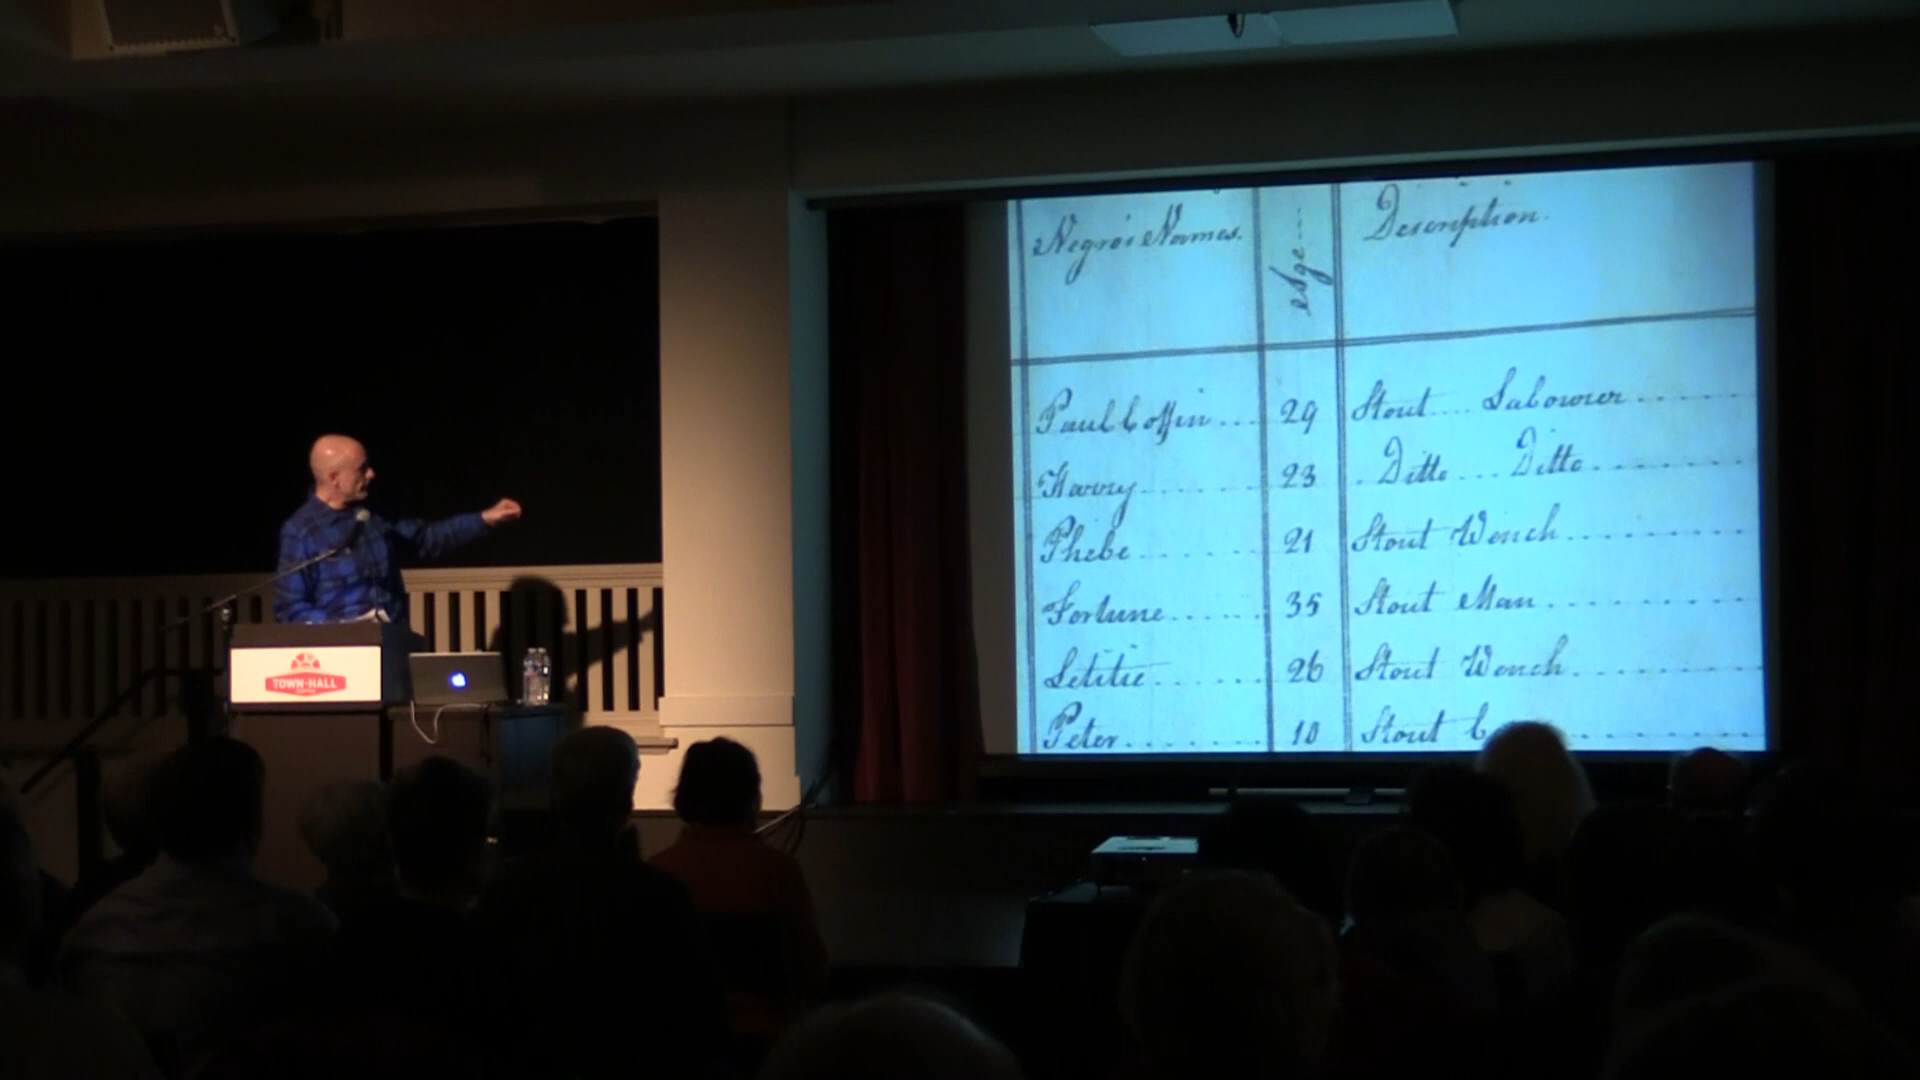 TOWN-HALL
Negroes Names. Age Description.
Paul Coffin 29 Stout Labourer
Harry 23 Ditto Ditto
Phebe 21 Stout Wench
Fortune 35 Stout Man
Letitie 26 Stout Wench
Peter 10 Stout